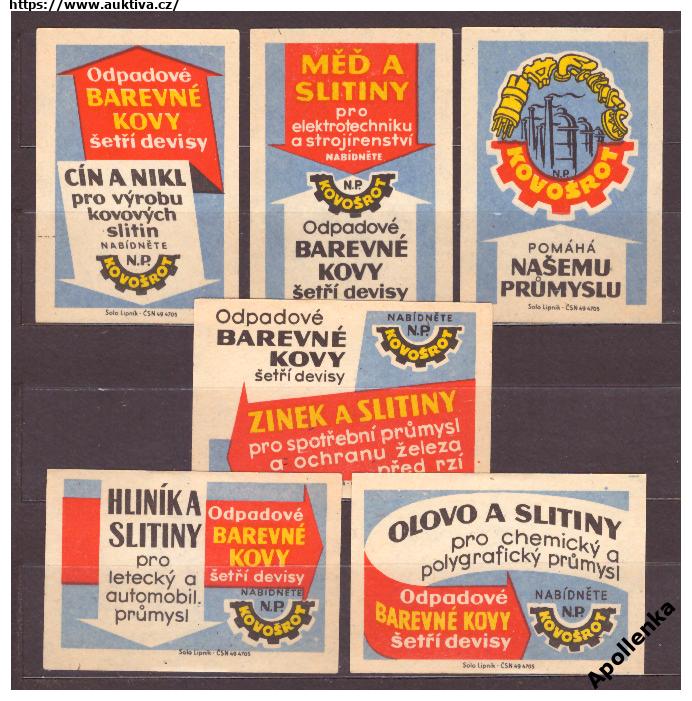 https://www.auktiva.cz/
Odpadové
BAREVNÉ
KOVY
šetří devisy
CÍN A NIKL
pro výrobu
kovových
slitin
NABÍDNĚTE
N.P.
KOVOŠROT
Solo Lipník - ČSN 49 4705
MĚĎ A
SLITINY
pro
elektrotechniku
a strojírenství
NABÍDNĚTE
N.P.
KOVOŠROT
Odpadové
BAREVNÉ
KOVY
šetří devisy
N.P.
KOVOŠROT
POMÁHÁ
NAŠEMU
PRŮMYSLU
Solo Lipník - ČSN 49 4705
Odpadové
BAREVNÉ
KOVY
šetří devisy
NABÍDNĚTE
N.P.
KOVOŠROT
ZINEK A SLITINY
pro spotřební průmysl
a ochranu železa
před rzí
HLINÍK A
SLITINY
pro
letecký a
automobil.
průmysl
Odpadové
BAREVNÉ
KOVY
šetří devisy
NABÍDNĚTE
N.P.
KOVOŠROT
Solo Lipník - ČSN 49 4705
OLOVO A SLITINY
pro chemický a
polygrafický průmysl
Odpadové
BAREVNÉ KOVY
šetří devisy
NABÍDNĚTE
N.P.
KOVOŠROT
Solo Lipník - ČSN 49 4705
Apollenka